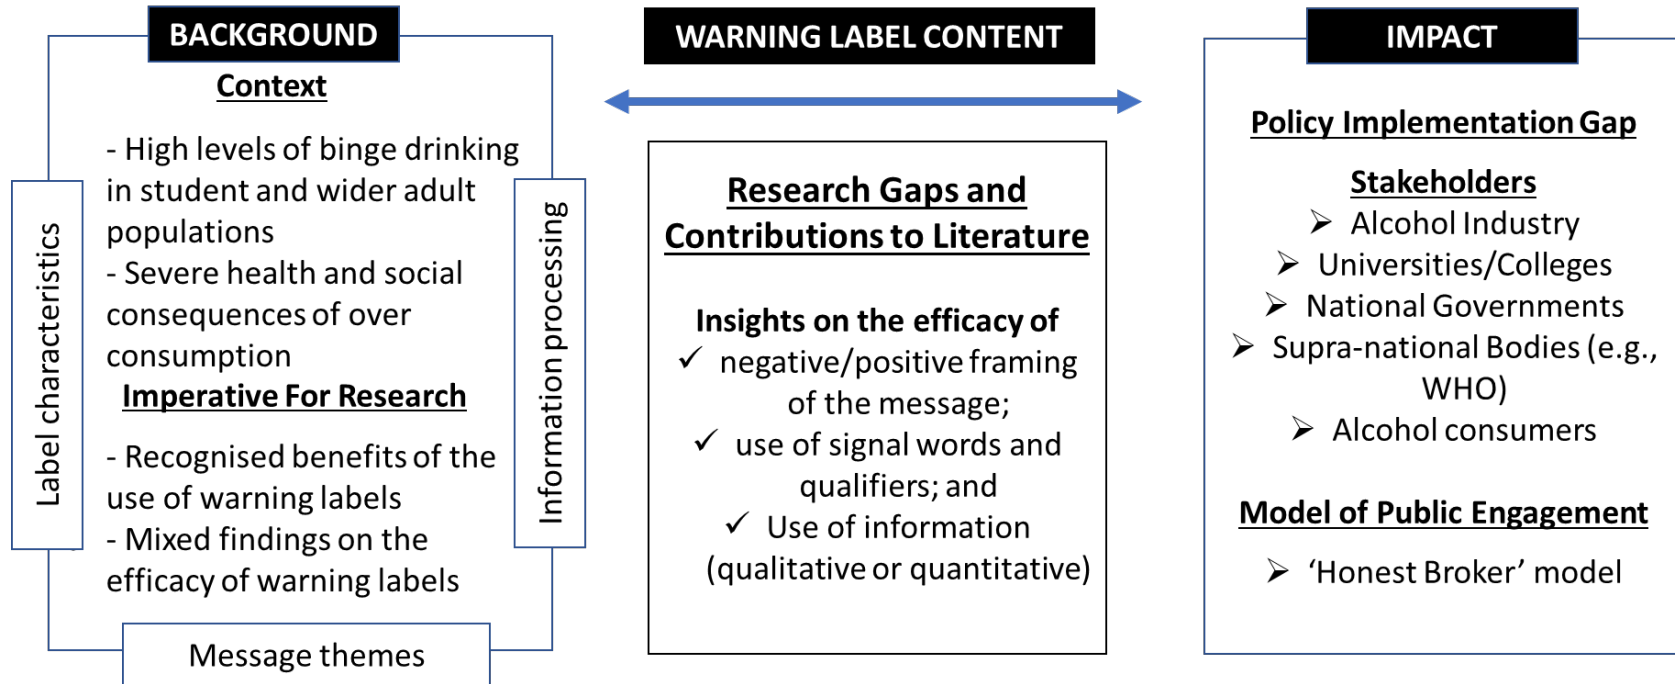 BACKGROUND
Context
- High levels of binge drinking
in student and wider adult
populations
- Severe health and social
consequences of over
consumption
Imperative For Research
- Recognised benefits of the
use of warning labels
- Mixed findings on the
efficacy of warning labels
Label characteristics
Information processing
Message themes
WARNING LABEL CONTENT
Research Gaps and
Contributions to Literature
Insights on the efficacy of
✓ negative/positive framing
of the message;
✓ use of signal words and
qualifiers; and
✓ Use of information
(qualitative or quantitative)
IMPACT
Policy Implementation Gap
Stakeholders
➢ Alcohol Industry
➢ Universities/Colleges
➢ National Governments
➢ Supra-national Bodies (e.g.,
WHO)
➢ Alcohol consumers
Model of Public Engagement
➢ ‘Honest Broker’ model